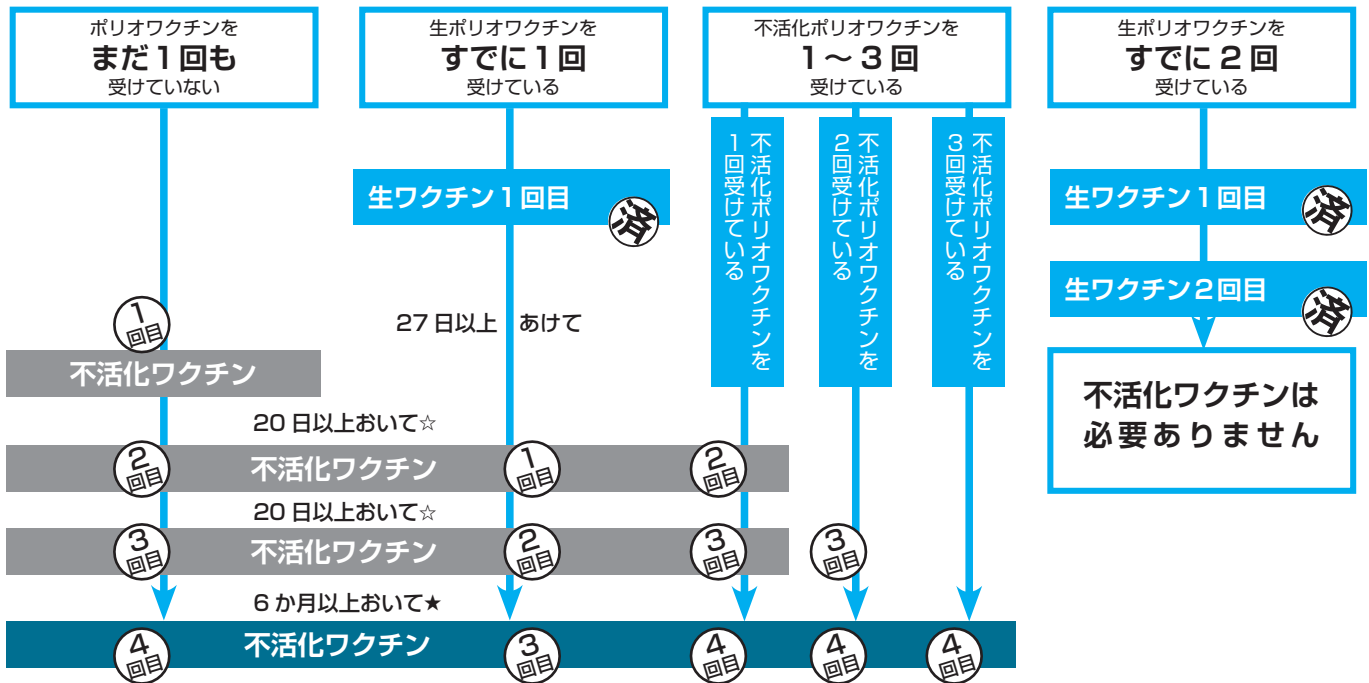 ポリオワクチンを
まだ1回も
受けていない
生ポリオワクチンを
すでに1回
受けている
不活化ポリオワクチンを
1～3回
受けている
生ポリオワクチンを
すでに2回
受けている
生ワクチン1回目
済
27日以上 あけて
不活化ポリオワクチンを
1回受けている
不活化ポリオワクチンを
2回受けている
不活化ポリオワクチンを
3回受けている
生ワクチン1回目
済
生ワクチン2回目
済
不活化ワクチンは
必要ありません
1
回目
不活化ワクチン
20日以上おいて☆
2
回目
不活化ワクチン
1
回目
2
回目
20日以上おいて☆
3
回目
不活化ワクチン
2
回目
3
回目
3
回目
6か月以上おいて★
4
回目
不活化ワクチン
3
回目
4
回目
4
回目
4
回目